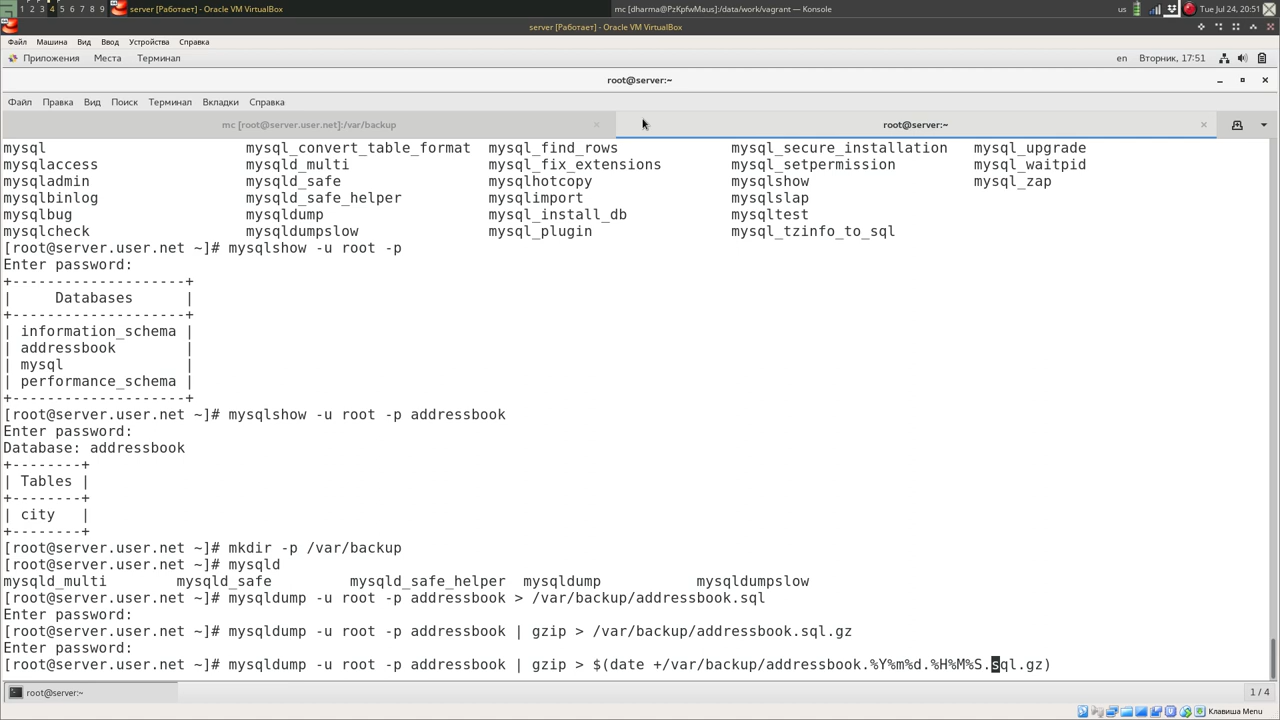 1 2 3 4 5 6 7 8 9 server [Работает] - Oracle VM VirtualBox mc [dharma@PzKpfwMaus]:/data/work/vagrant — Konsole us Tue Jul 24, 20:51
server [Работает] - Oracle VM VirtualBox
Файл Машина Вид Ввод Устройства Справка
Приложения Места Терминал en Вторник, 17:51
root@server:~
Файл Правка Вид Поиск Терминал Вкладки Справка
mc [root@server.user.net]:/var/backup root@server:~
mysql mysql_convert_table_format mysql_find_rows mysql_secure_installation mysql_upgrade
mysqlaccess mysqld_multi mysql_fix_extensions mysql_setpermission mysql_waitpid
mysqladmin mysqld_safe mysqlhotcopy mysqlshow mysql_zap
mysqlbinlog mysqld_safe_helper mysqlimport mysqlslap
mysqlbug mysqldump mysql_install_db mysqltest
mysqlcheck mysqldumpslow mysql_plugin mysql_tzinfo_to_sql
[root@server.user.net ~]# mysqlshow -u root -p
Enter password:
+--------------------+
|     Databases      |
+--------------------+
| information_schema |
| addressbook        |
| mysql              |
| performance_schema |
+--------------------+
[root@server.user.net ~]# mysqlshow -u root -p addressbook
Enter password:
Database: addressbook
+--------+
| Tables |
+--------+
| city   |
+--------+
[root@server.user.net ~]# mkdir -p /var/backup
[root@server.user.net ~]# mysqld
mysqld_multi mysqld_safe mysqld_safe_helper mysqldump mysqldumpslow
[root@server.user.net ~]# mysqldump -u root -p addressbook > /var/backup/addressbook.sql
Enter password:
[root@server.user.net ~]# mysqldump -u root -p addressbook | gzip > /var/backup/addressbook.sql.gz
Enter password:
[root@server.user.net ~]# mysqldump -u root -p addressbook | gzip > $(date +/var/backup/addressbook.%Y%m%d.%H%M%S.sql.gz)
root@server:~ 1 / 4
Клавиша Menu